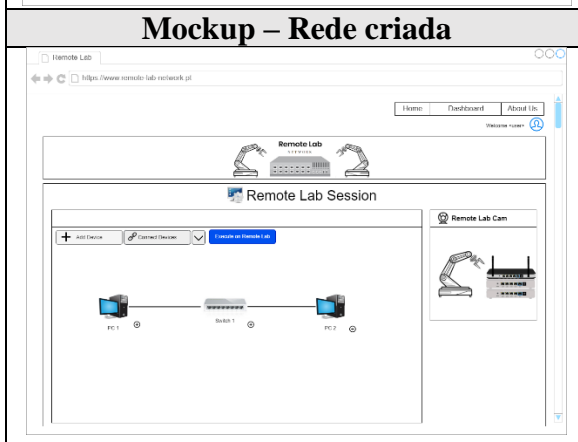 Mockup – Rede criada
Remote Lab
https://www.remote-lab-network.pt
Home Dashboard About Us
Welcome <user>
Remote Lab
NETWORK
Remote Lab Session
Add Device Connect Devices Execute on Remote Lab
Remote Lab Cam
PC 1 Switch 1 PC 2